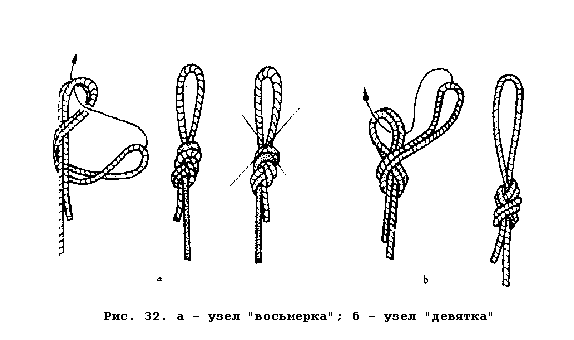 а б
Рис. 32. а - узел "восьмерка"; б - узел "девятка"